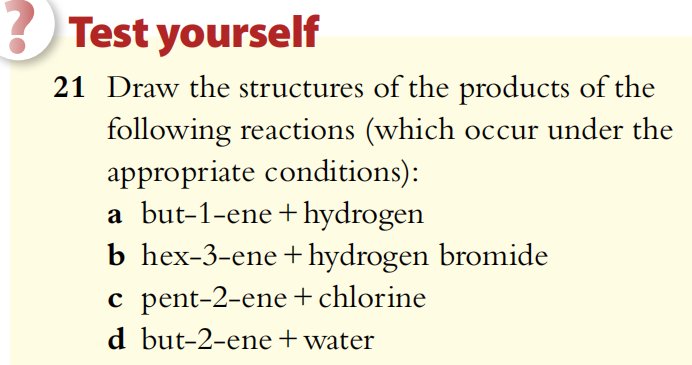 ? Test yourself
21 Draw the structures of the products of the
following reactions (which occur under the
appropriate conditions):
a but-1-ene + hydrogen
b hex-3-ene + hydrogen bromide
c pent-2-ene + chlorine
d but-2-ene + water